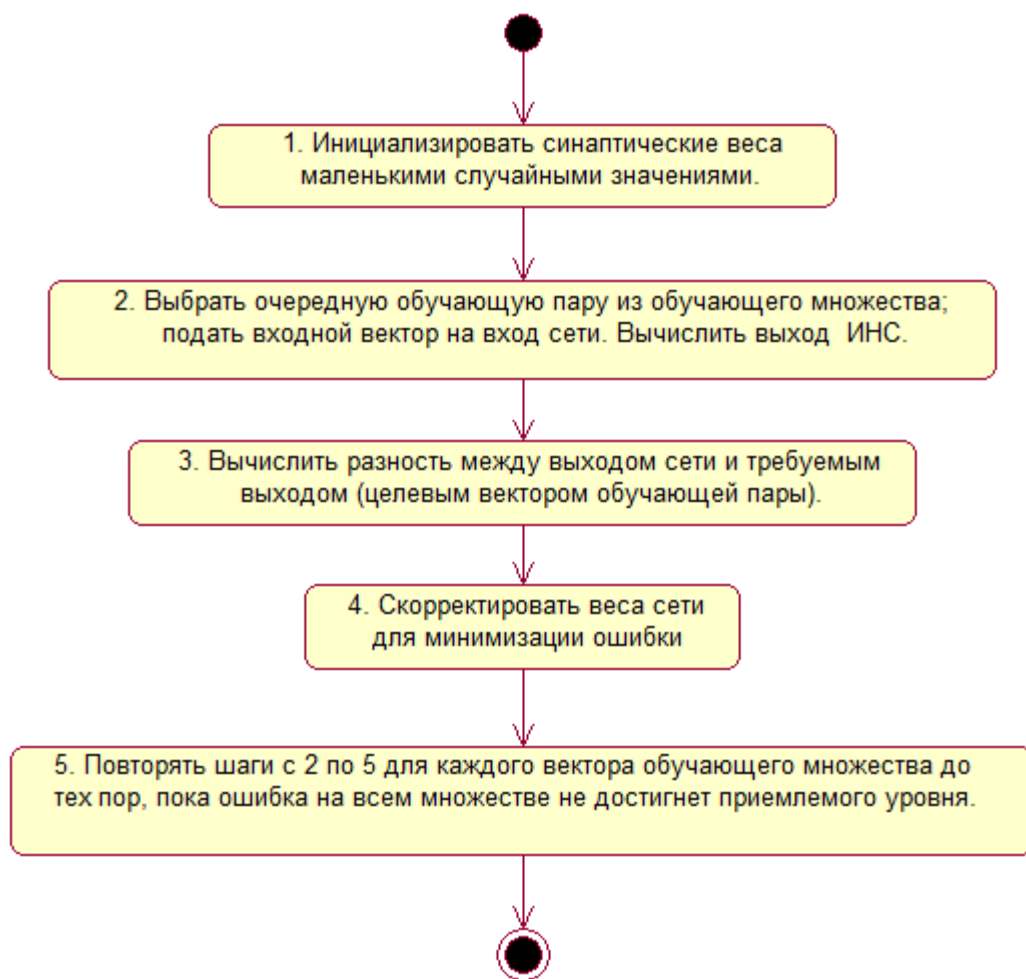 1. Инициализировать синаптические веса
маленькими случайными значениями.
2. Выбрать очередную обучающую пару из обучающего множества;
подать входной вектор на вход сети. Вычислить выход ИНС.
3. Вычислить разность между выходом сети и требуемым
выходом (целевым вектором обучающей пары).
4. Скорректировать веса сети
для минимизации ошибки
5. Повторять шаги с 2 по 5 для каждого вектора обучающего множества до
тех пор, пока ошибка на всем множестве не достигнет приемлемого уровня.